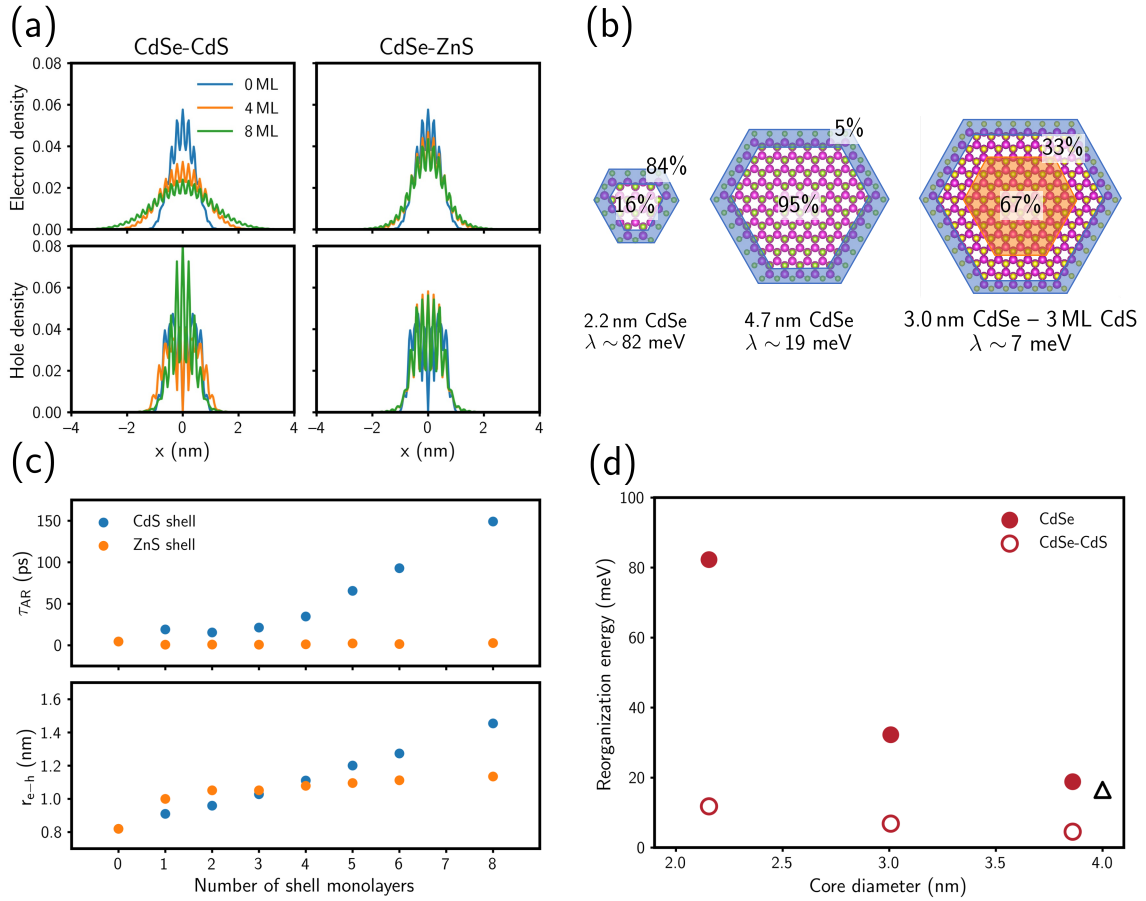 (a)
CdSe-CdS
CdSe-ZnS
Electron density
0.08
0.06
0.04
0.02
0.00
0 ML
4 ML
8 ML
Hole density
0.08
0.06
0.04
0.02
0.00
−4 −2 0 2 4
x (nm)
−4 −2 0 2 4
x (nm)
(b)
84%
16%
2.2 nm CdSe
λ ∼ 82 meV
5%
95%
4.7 nm CdSe
λ ∼ 19 meV
33%
67%
3.0 nm CdSe – 3 ML CdS
λ ∼ 7 meV
(c)
τAR (ps)
150
100
50
0
CdS shell
ZnS shell
re−h (nm)
1.6
1.4
1.2
1.0
0.8
0 1 2 3 4 5 6 7 8
Number of shell monolayers
(d)
Reorganization energy (meV)
100
80
60
40
20
0
CdSe
CdSe-CdS
2.0 2.5 3.0 3.5 4.0
Core diameter (nm)